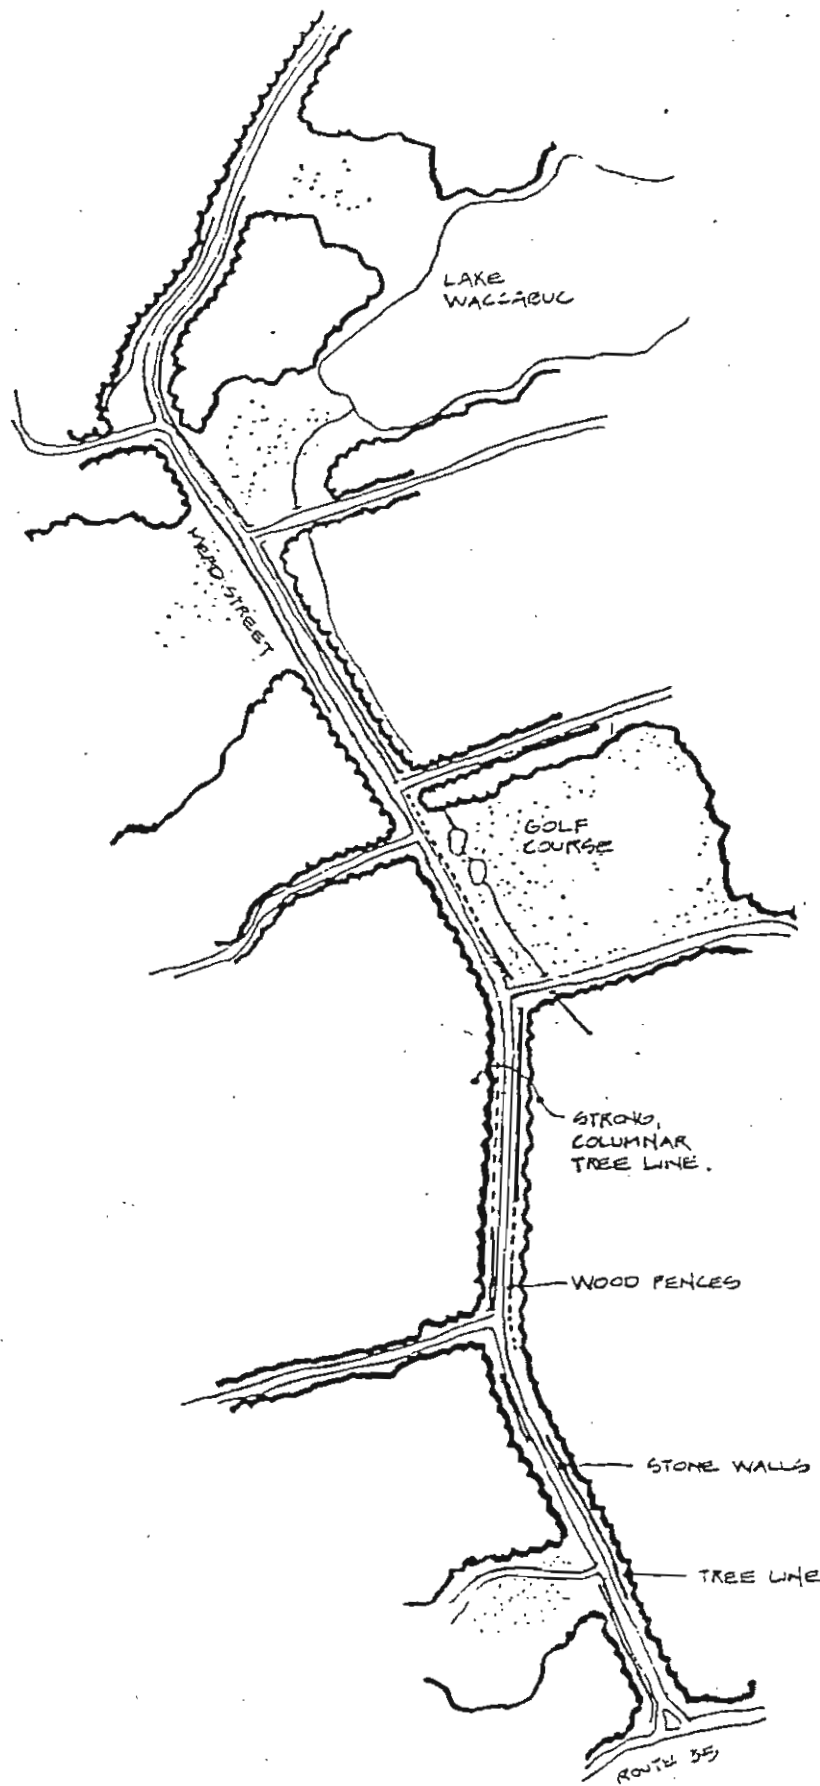 LAKE
WACCABUC
MEAD STREET
GOLF
COURSE
STRONG,
COLUMNAR
TREE LINE.
WOOD FENCES
STONE WALLS
TREE LINE
ROUTE 35